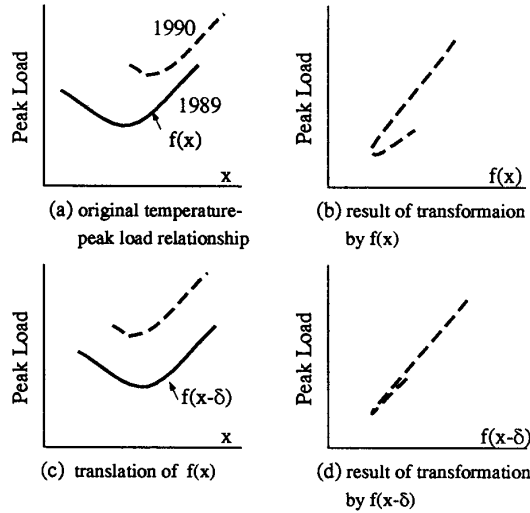 Peak Load
1990
1989
f(x)
x
(a) original temperature-
peak load relationship
Peak Load
f(x)
(b) result of transformaion
by f(x)
Peak Load
f(x-δ)
x
(c) translation of f(x)
Peak Load
f(x-δ)
(d) result of transformation
by f(x-δ)